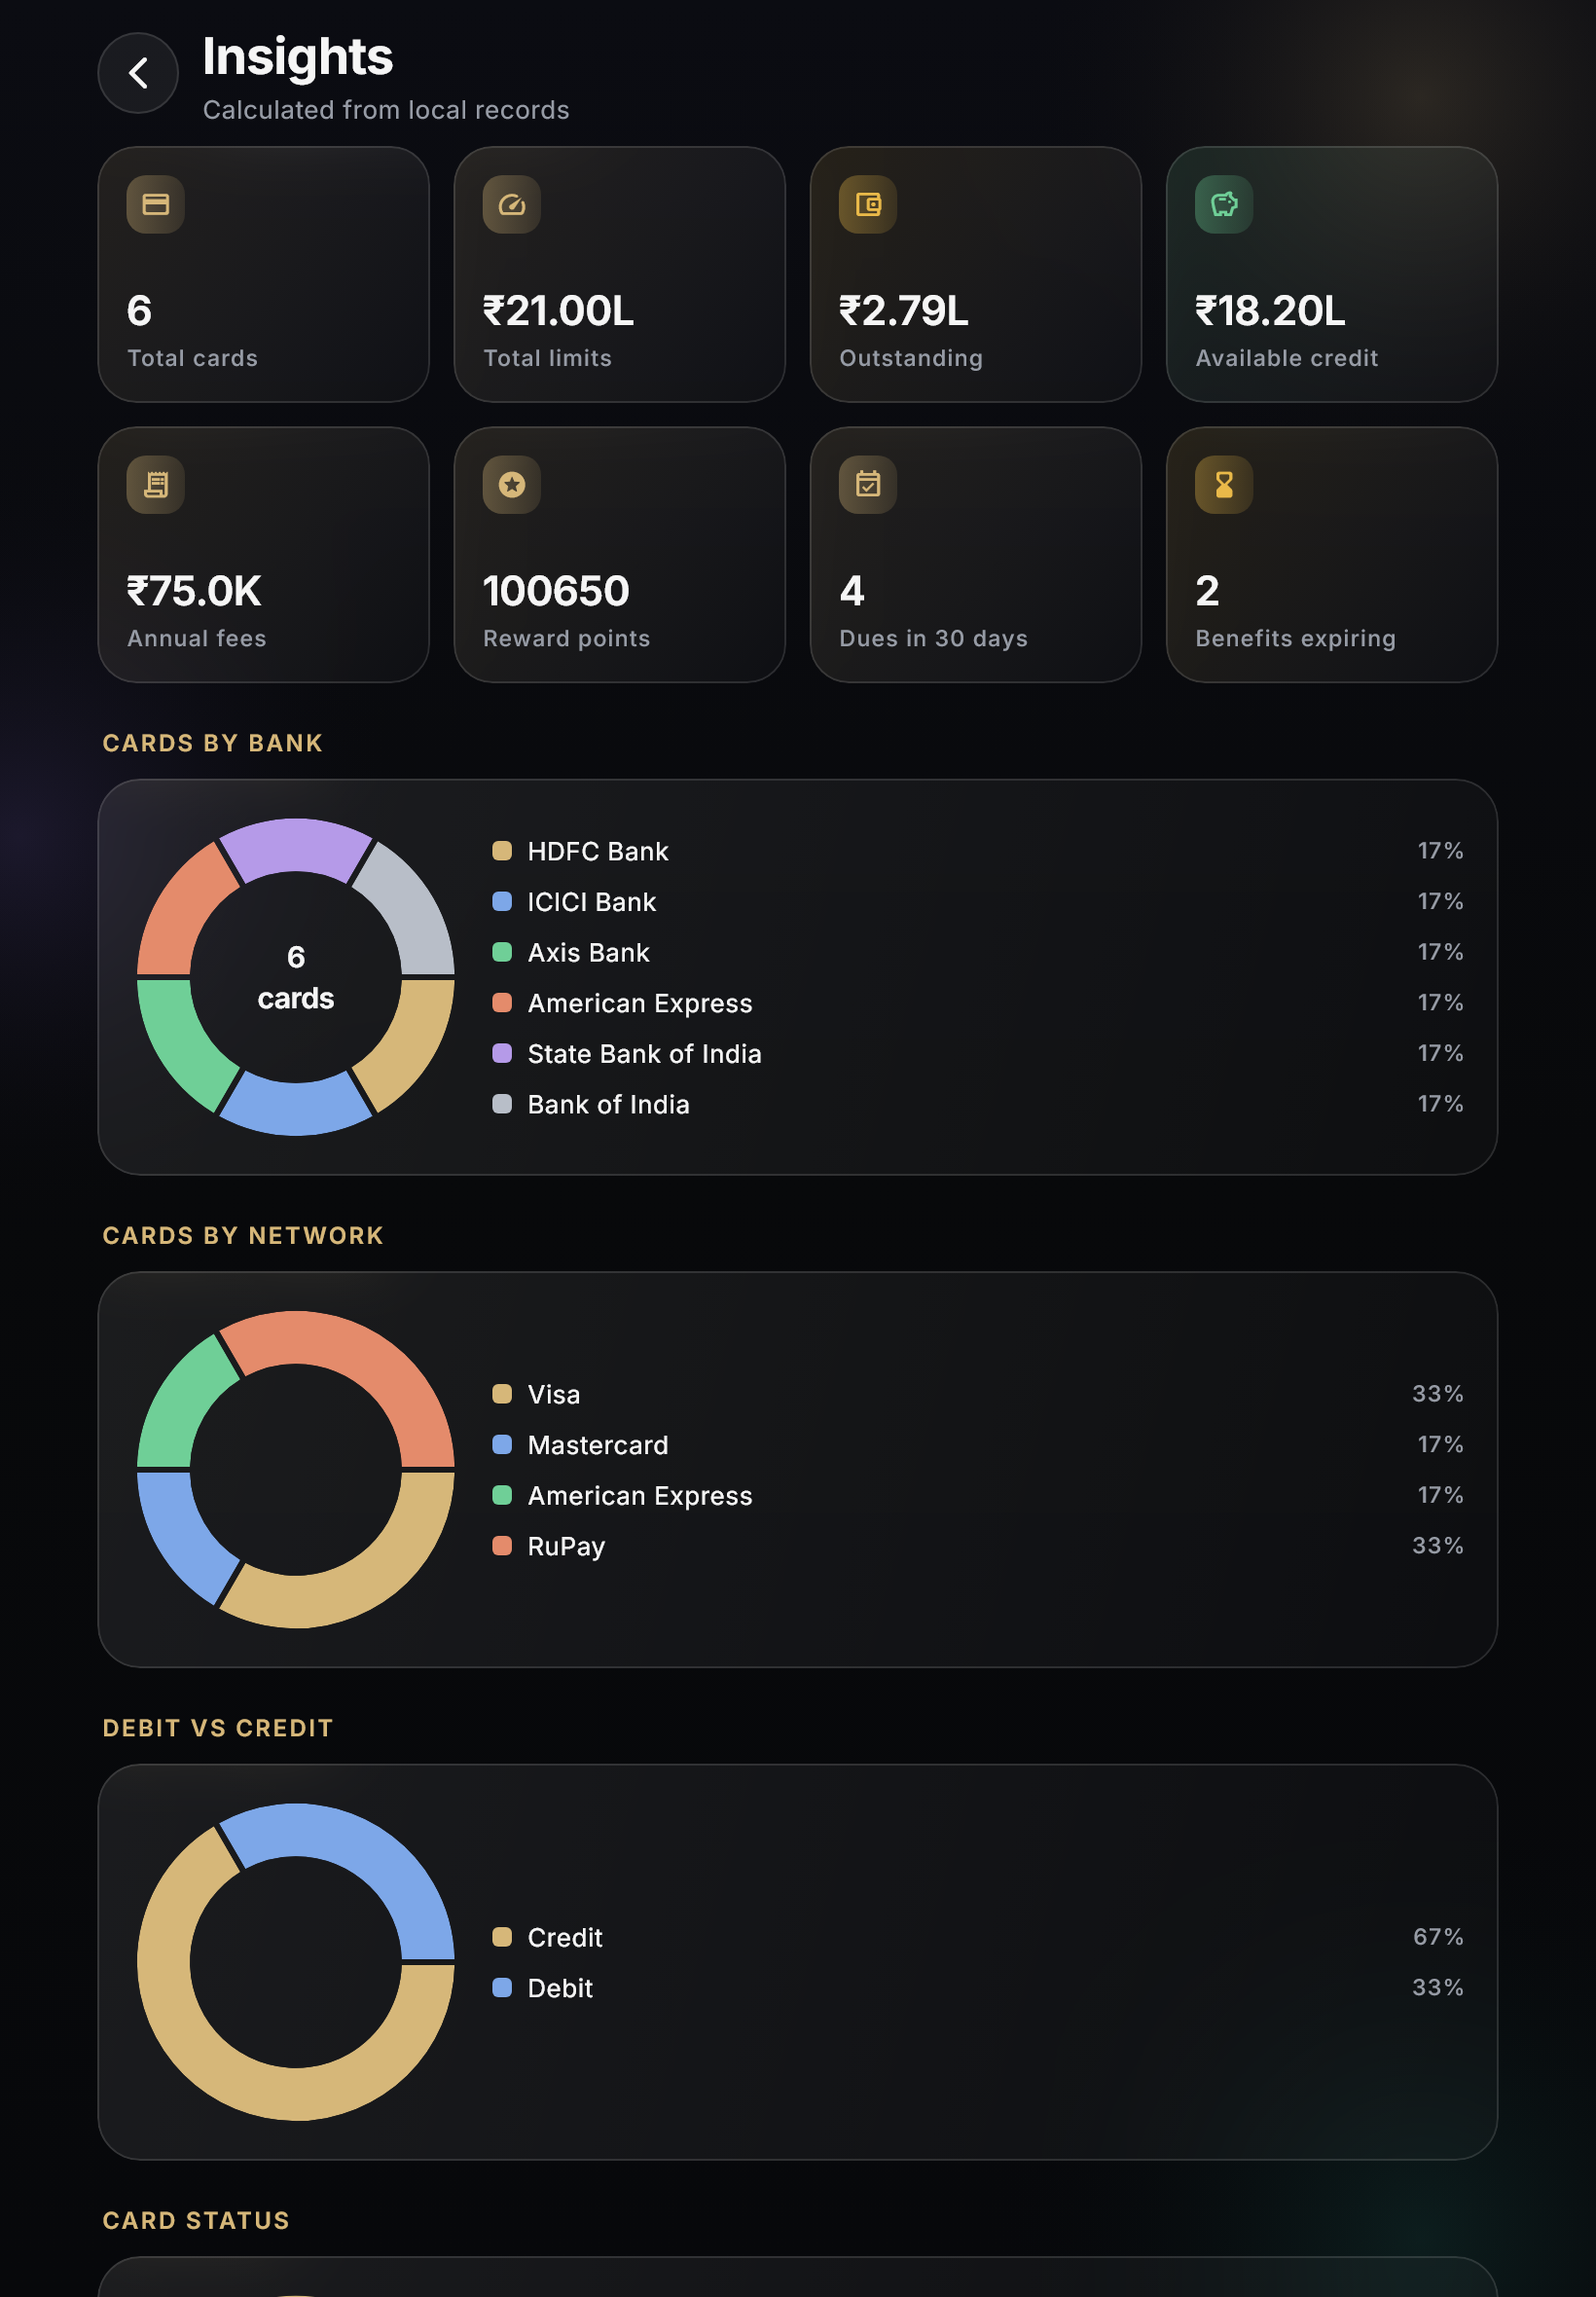 Insights
Calculated from local records
6
Total cards
₹21.00L
Total limits
₹2.79L
Outstanding
₹18.20L
Available credit
₹75.0K
Annual fees
100650
Reward points
4
Dues in 30 days
2
Benefits expiring
CARDS BY BANK
6
cards
HDFC Bank 17%
ICICI Bank 17%
Axis Bank 17%
American Express 17%
State Bank of India 17%
Bank of India 17%
CARDS BY NETWORK
Visa 33%
Mastercard 17%
American Express 17%
RuPay 33%
DEBIT VS CREDIT
Credit 67%
Debit 33%
CARD STATUS